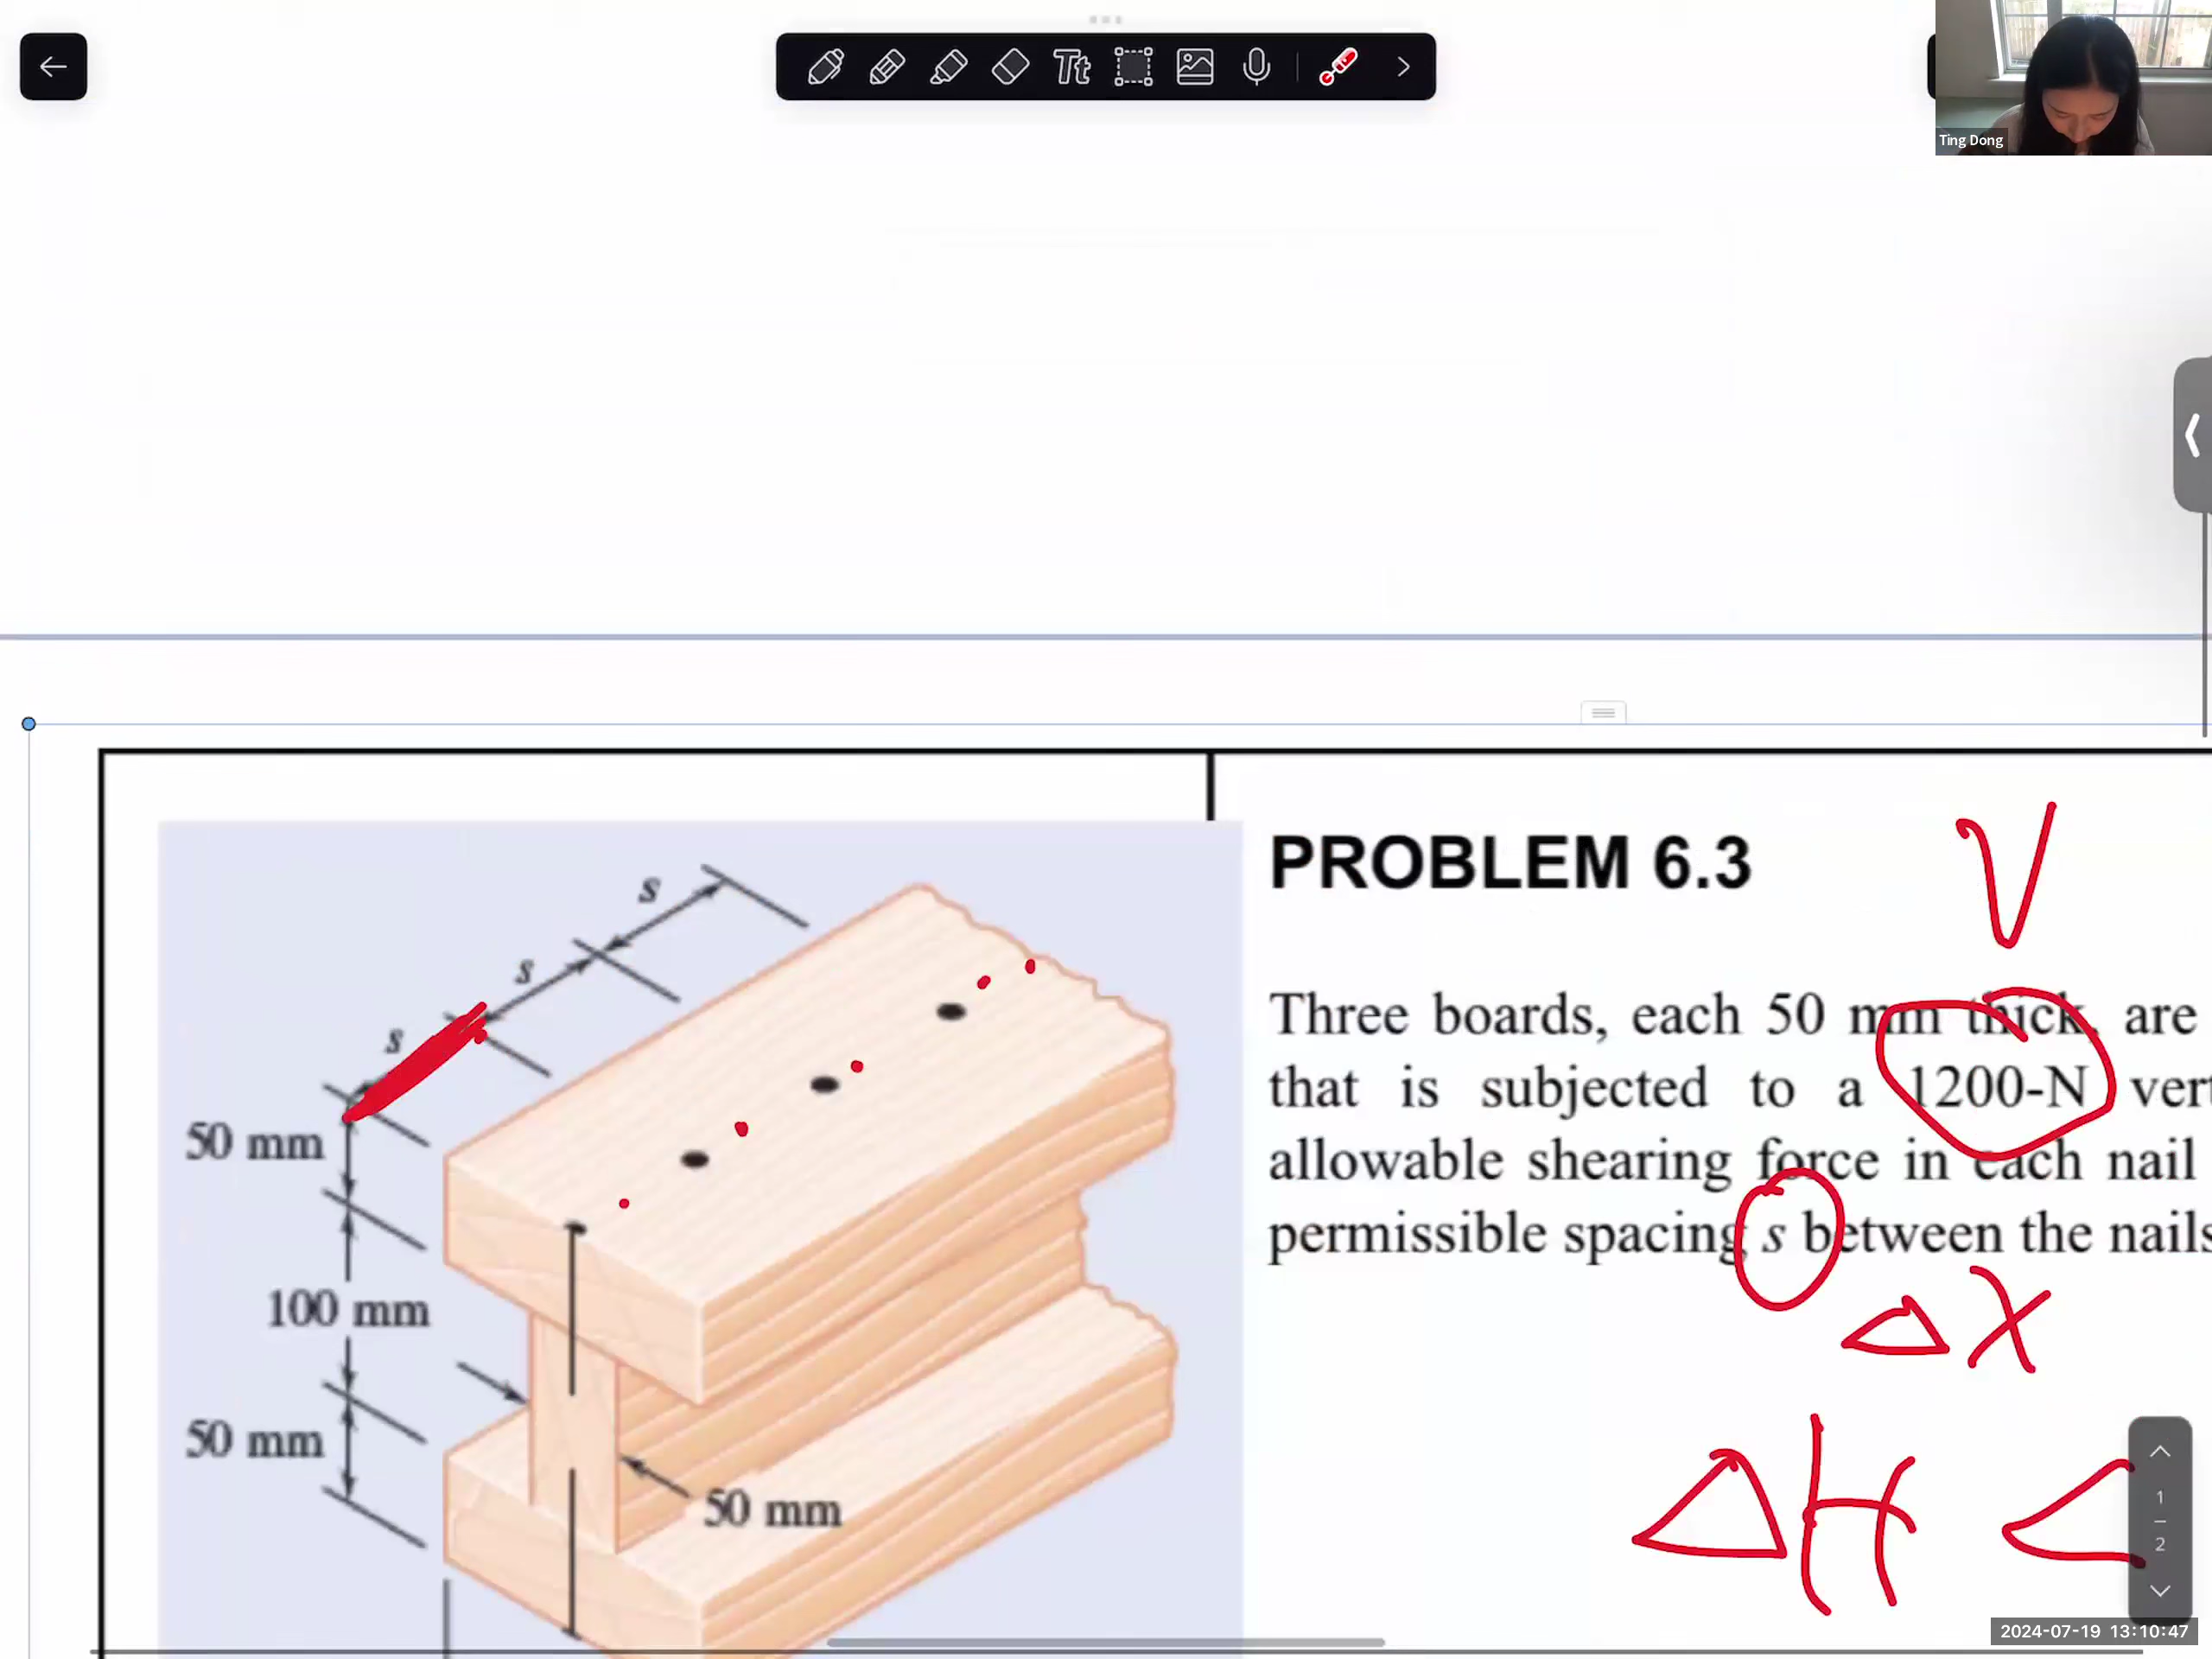 Tt
Ting Dong
PROBLEM 6.3
V
Three boards, each 50 mm thick, are
that is subjected to a 1200-N vert
allowable shearing force in each nail
permissible spacing s between the nails
ΔX
ΔH <
s
s
s
50 mm
100 mm
50 mm
50 mm
1
2
2024-07-19 13:10:47